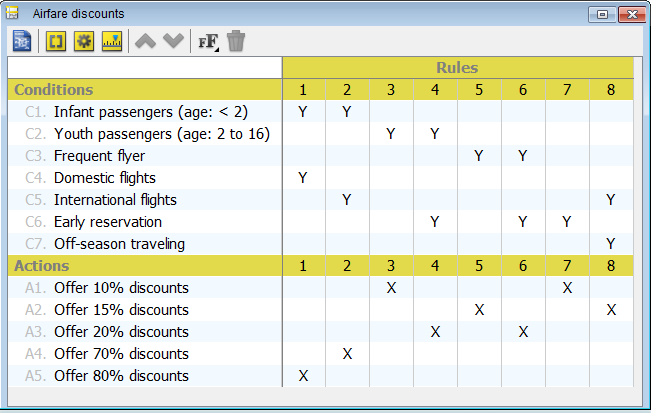 Airfare discounts
FF
Rules
Conditions 1 2 3 4 5 6 7 8
C1. Infant passengers (age: < 2) Y Y
C2. Youth passengers (age: 2 to 16) Y Y
C3. Frequent flyer Y Y
C4. Domestic flights Y
C5. International flights Y Y
C6. Early reservation Y Y Y
C7. Off-season traveling Y
Actions 1 2 3 4 5 6 7 8
A1. Offer 10% discounts X X
A2. Offer 15% discounts X X
A3. Offer 20% discounts X X
A4. Offer 70% discounts X
A5. Offer 80% discounts X